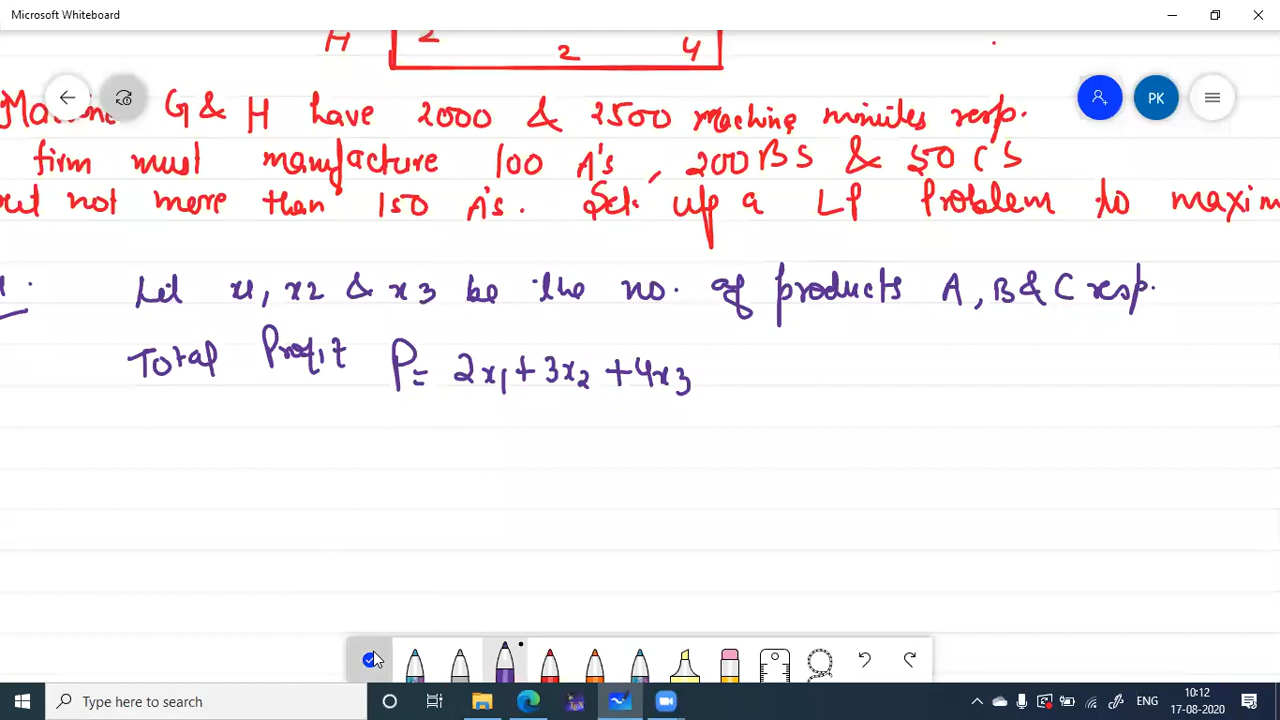 Microsoft Whiteboard
H 2 2 4
G & H have 2000 & 2500 machine minutes resp.
firm must manufacture 100 A's, 200 BS & 50 CS
but not more than 150 A's. Set up a LP Problem to maxim
PK
Let x1, x2 & x3 be the no. of products A, B & C resp.
Total Profit P = 2x1 + 3x2 + 4x3
Type here to search
ENG
10:12
17-08-2020